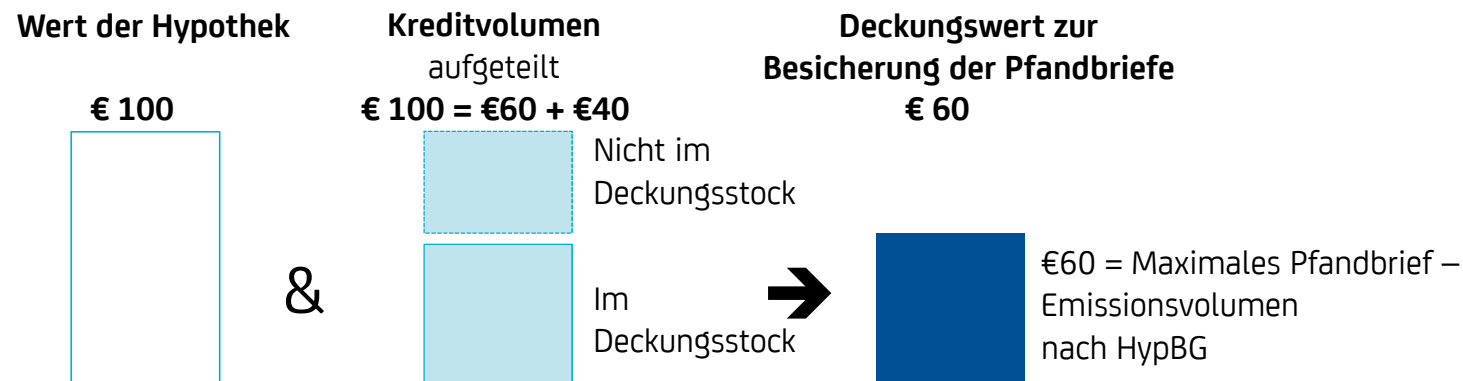 Wert der Hypothek
€ 100
Kreditvolumen
aufgeteilt
€ 100 = €60 + €40
Deckungswert zur
Besicherung der Pfandbriefe
€ 60
Nicht im
Deckungsstock
&
Im
Deckungsstock
€60 = Maximales Pfandbrief –
Emissionsvolumen
nach HypBG